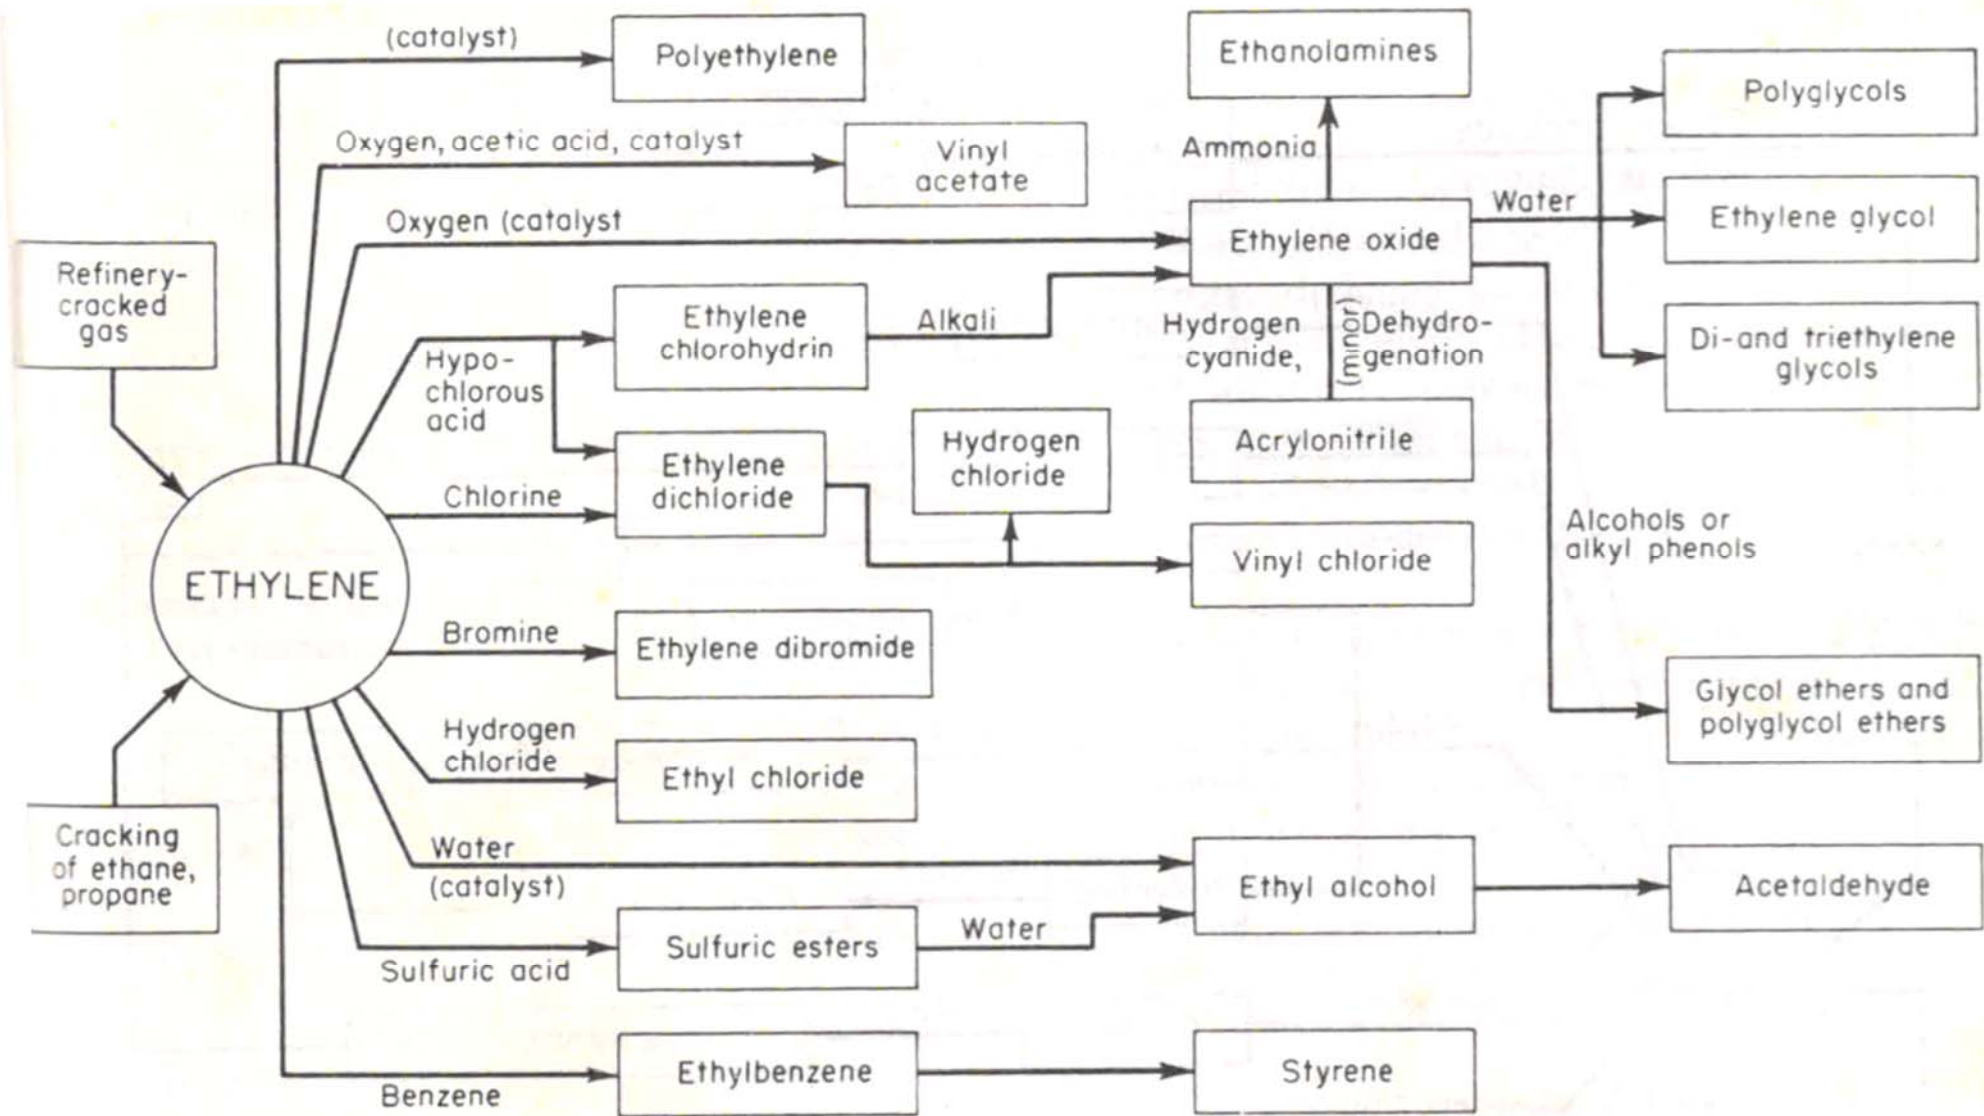 (catalyst)
Polyethylene
Oxygen, acetic acid, catalyst
Vinyl
acetate
Oxygen (catalyst
Ethanolamines
Ammonia
Ethylene oxide
Water
Polyglycols
Ethylene glycol
Di-and triethylene
glycols
Refinery-
cracked
gas
Hypo-
chlorous
acid
Ethylene
chlorohydrin
Alkali
Hydrogen
cyanide,
(minor)
Dehydro-
genation
Acrylonitrile
Chlorine
Ethylene
dichloride
Hydrogen
chloride
Vinyl chloride
Alcohols or
alkyl phenols
Glycol ethers and
polyglycol ethers
ETHYLENE
Bromine
Ethylene dibromide
Hydrogen
chloride
Ethyl chloride
Cracking
of ethane,
propane
Water
(catalyst)
Ethyl alcohol
Acetaldehyde
Sulfuric acid
Sulfuric esters
Water
Benzene
Ethylbenzene
Styrene